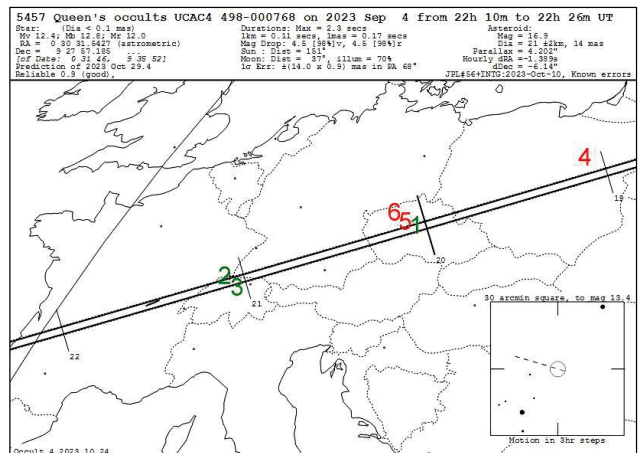 5457 Queen's occults UCAC4 498-000768 on 2023 Sep  4 from 22h 10m to 22h 26m UT
Star: (Dia < 0.1 mas)
Mv 12.4; Mb 12.8; Mr 12.0
RA = 0 30 31.5427 (astrometric)
Dec = 9 27 57.185 ...
[of Date: 0 31 46, 9 35 52]
Prediction of 2023 Oct 29.4
Reliable 0.9 (good),
Durations: Max = 2.3 secs
1km = 0.11 secs, 1mas = 0.17 secs
Mag Drop: 4.5 [98%]v, 4.5 [98%]r
Sun : Dist = 151°
Moon: Dist = 37°, illum = 70%
1σ Err: ±(14.0 x 0.9) mas in PA 68°
Asteroid:
Mag = 16.9
Dia = 21 ±2km, 14 mas
Parallax = 4.202"
Hourly dRA =-1.389s
dDec = -6.14"
JPL#56+INTG:2023-Oct-10, Known errors
4
19
6
5
1
20
2
3
21
22
30 arcmin square, to mag 13.4
Motion in 3hr steps
Occult 4 2023 10 24